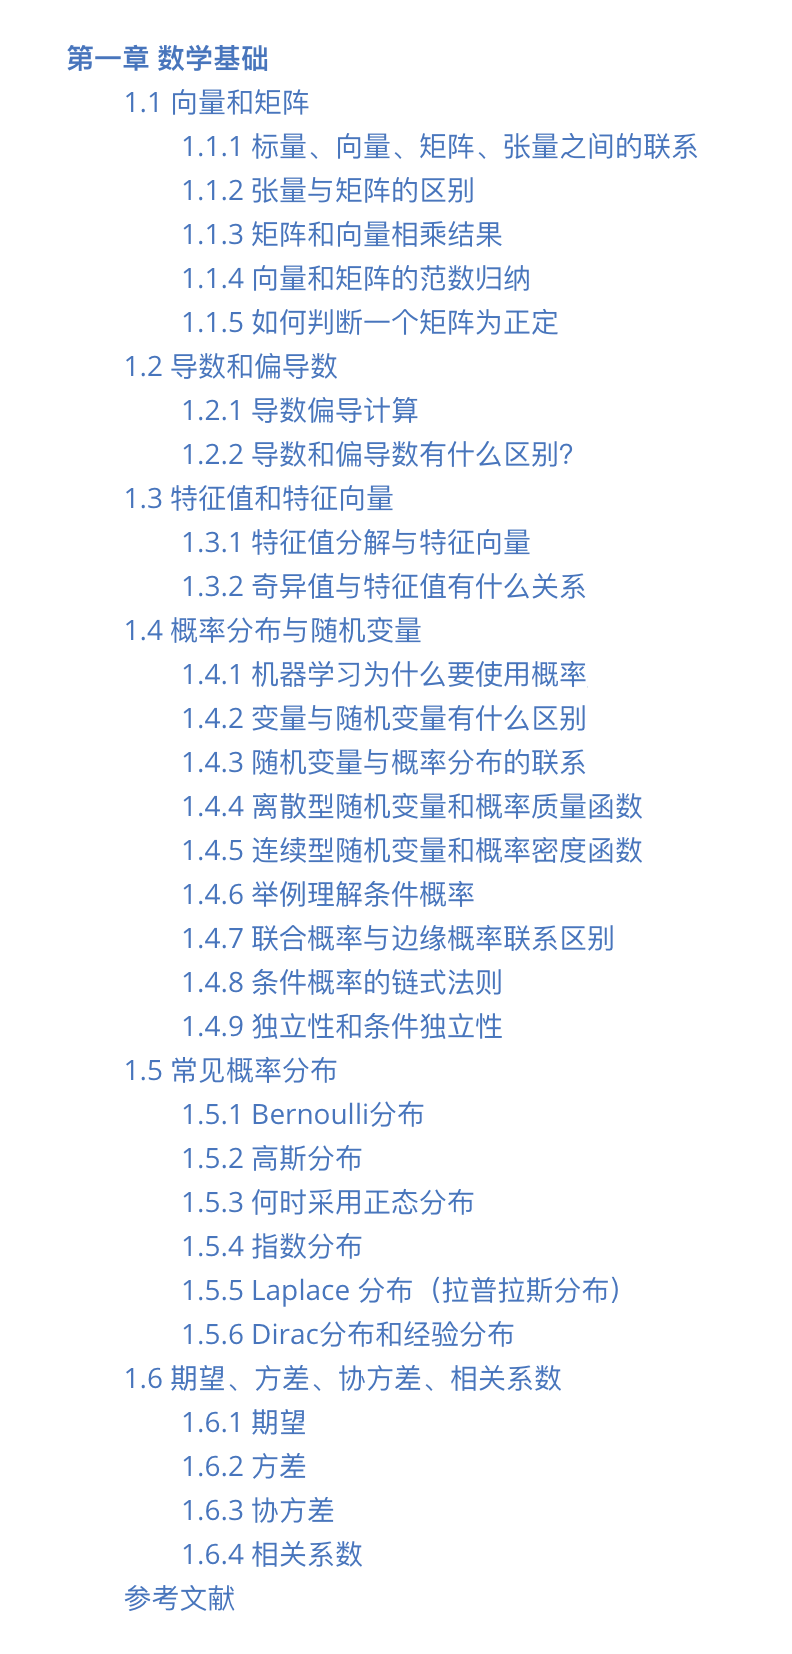 第一章 数学基础
1.1 向量和矩阵
1.1.1 标量、向量、矩阵、张量之间的联系
1.1.2 张量与矩阵的区别
1.1.3 矩阵和向量相乘结果
1.1.4 向量和矩阵的范数归纳
1.1.5 如何判断一个矩阵为正定
1.2 导数和偏导数
1.2.1 导数偏导计算
1.2.2 导数和偏导数有什么区别？
1.3 特征值和特征向量
1.3.1 特征值分解与特征向量
1.3.2 奇异值与特征值有什么关系
1.4 概率分布与随机变量
1.4.1 机器学习为什么要使用概率
1.4.2 变量与随机变量有什么区别
1.4.3 随机变量与概率分布的联系
1.4.4 离散型随机变量和概率质量函数
1.4.5 连续型随机变量和概率密度函数
1.4.6 举例理解条件概率
1.4.7 联合概率与边缘概率联系区别
1.4.8 条件概率的链式法则
1.4.9 独立性和条件独立性
1.5 常见概率分布
1.5.1 Bernoulli分布
1.5.2 高斯分布
1.5.3 何时采用正态分布
1.5.4 指数分布
1.5.5 Laplace 分布（拉普拉斯分布）
1.5.6 Dirac分布和经验分布
1.6 期望、方差、协方差、相关系数
1.6.1 期望
1.6.2 方差
1.6.3 协方差
1.6.4 相关系数
参考文献